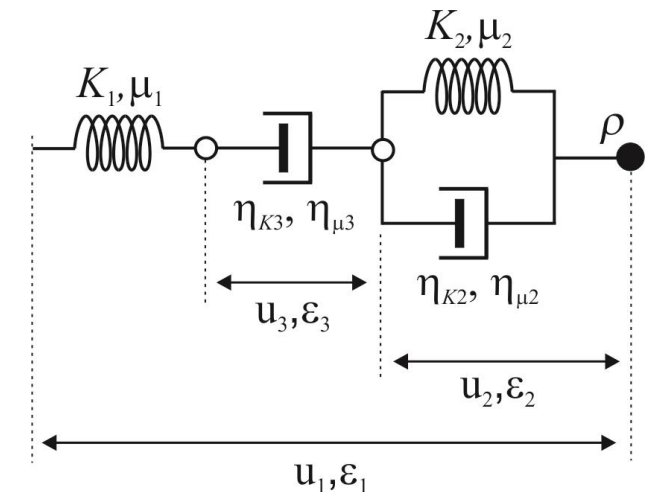 K₂,μ₂
K₁,μ₁
ρ
η_K3, η_μ3
η_K2, η_μ2
u₃,ε₃
u₂,ε₂
u₁,ε₁